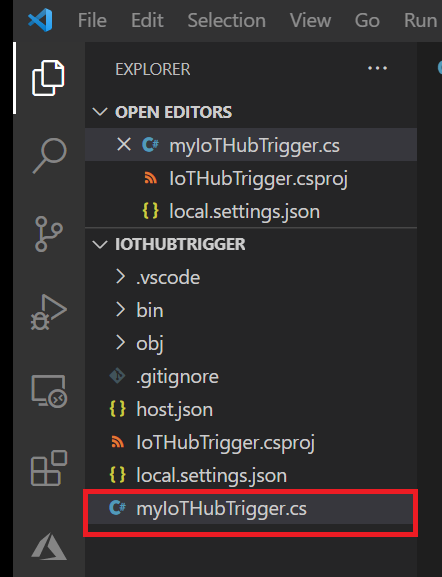 File Edit Selection View Go Run
EXPLORER ...
OPEN EDITORS
myIoTHubTrigger.cs
IoTHubTrigger.csproj
{ } local.settings.json
IOTHUBTRIGGER
.vscode
bin
obj
.gitignore
{ } host.json
IoTHubTrigger.csproj
{ } local.settings.json
C# myIoTHubTrigger.cs